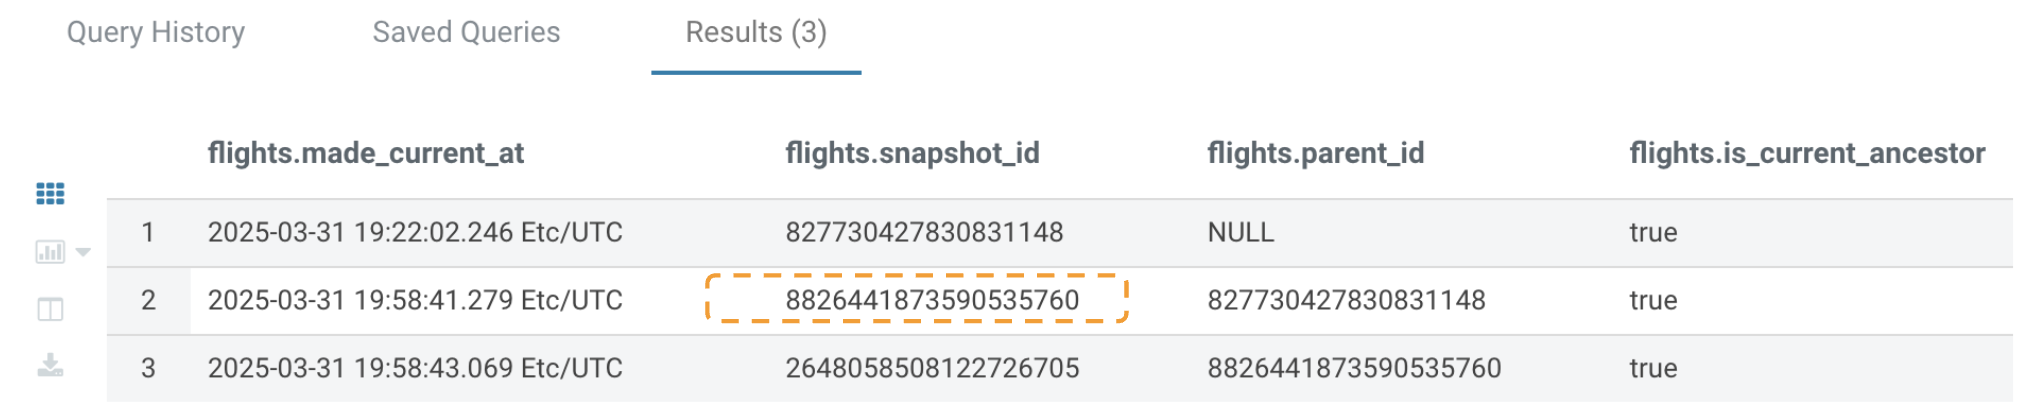 Query History Saved Queries Results (3)
flights.made_current_at flights.snapshot_id flights.parent_id flights.is_current_ancestor
1 2025-03-31 19:22:02.246 Etc/UTC 827730427830831148 NULL true
2 2025-03-31 19:58:41.279 Etc/UTC 8826441873590535760 827730427830831148 true
3 2025-03-31 19:58:43.069 Etc/UTC 2648058508122726705 8826441873590535760 true